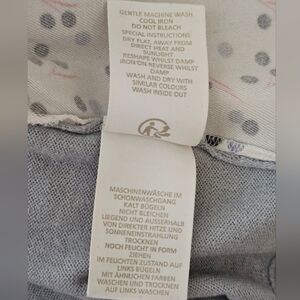 GENTLE MACHINE WASH
COOL IRON
DO NOT BLEACH
SPECIAL INSTRUCTIONS:
DRY FLAT, AWAY FROM
DIRECT HEAT AND
SUNLIGHT
RESHAPE WHILST
DAMP
IRON ON REVERSE WHILST
DAMP
WASH AND DRY WITH
SIMILAR COLOURS
WASH INSIDE OUT
MASCHINENWÄSCHE IM
SCHONWASCHGANG
KALT BÜGELN
NICHT BLEICHEN
LIEGEND UND AUSSERHALB
VON DIREKTER HITZE UND
SONNENEINSTRAHLUNG
TROCKNEN
NOCH FEUCHT IN FORM
ZIEHEN
IM FEUCHTEN ZUSTAND AUF
LINKS BÜGELN
MIT ÄHNLICHEN FARBEN
WASCHEN UND TROCKNEN
AUF LINKS WASCHEN